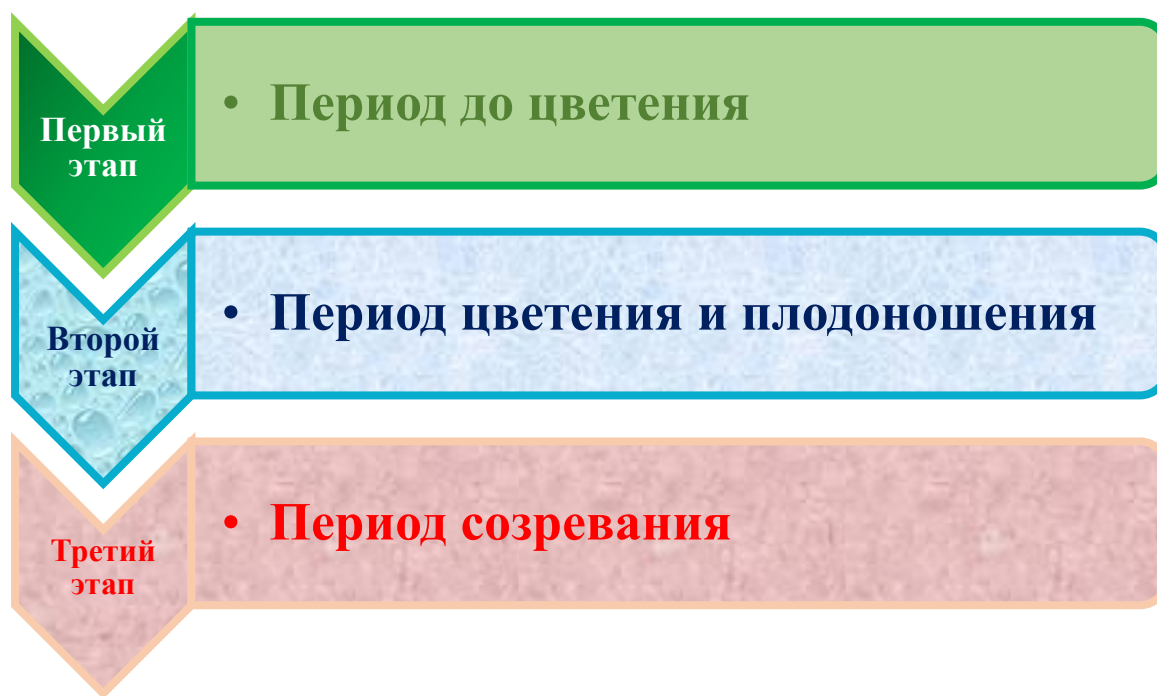 Первый
этап
• Период до цветения
Второй
этап
• Период цветения и плодоношения
Третий
этап
• Период созревания